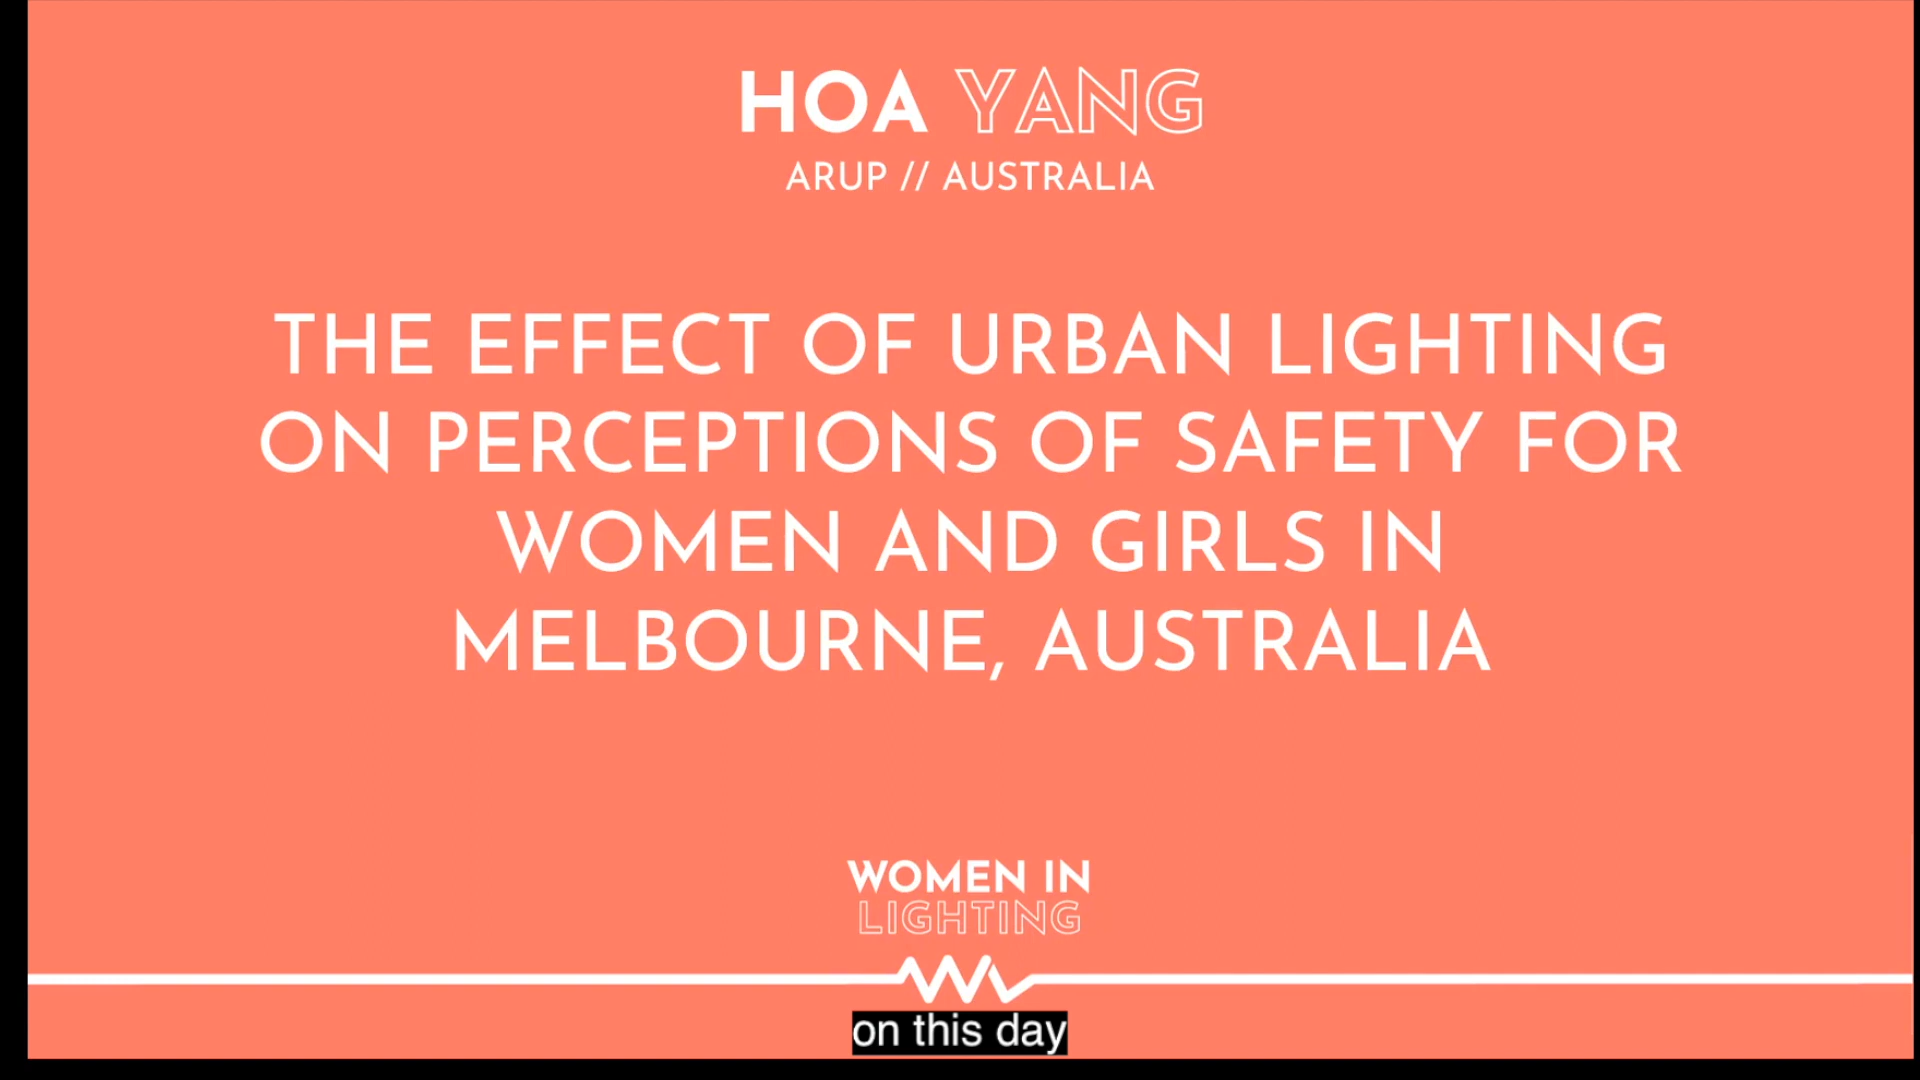 HOA YANG
ARUP // AUSTRALIA
THE EFFECT OF URBAN LIGHTING
ON PERCEPTIONS OF SAFETY FOR
WOMEN AND GIRLS IN
MELBOURNE, AUSTRALIA
WOMEN IN
LIGHTING
on this day